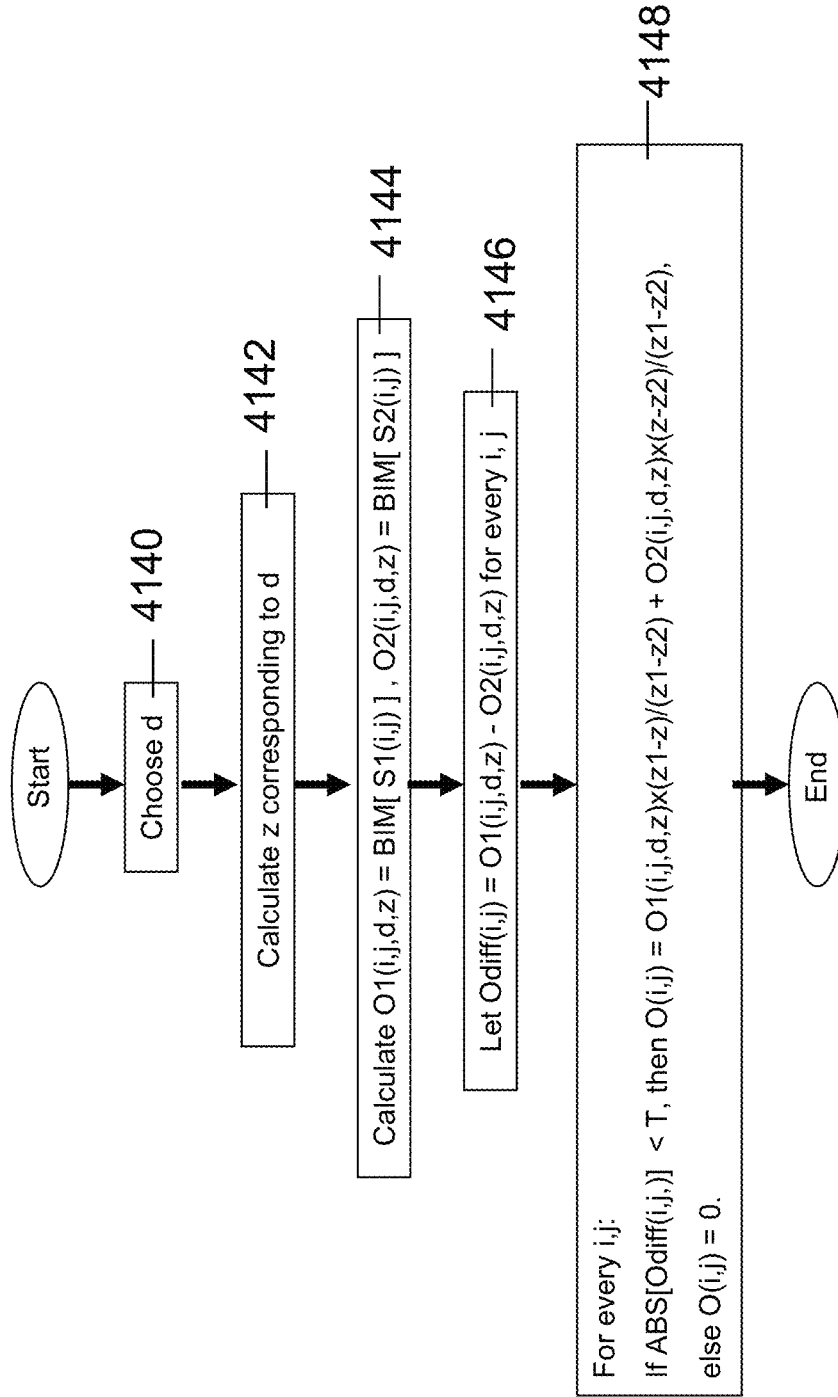 Start
Choose d
4140
Calculate z corresponding to d
4142
Calculate O1(i,j,d,z) = BIM[ S1(i,j) ] , O2(i,j,d,z) = BIM[ S2(i,j) ]
4144
Let Odiff(i,j) = O1(i,j,d,z) - O2(i,j,d,z) for every i, j
4146
For every i,j:
If ABS[Odiff(i,j,)] < T, then O(i,j) = O1(i,j,d,z)x(z1-z)/(z1-z2) + O2(i,j,d,z)x(z-z2)/(z1-z2),
else O(i,j) = 0.
4148
End